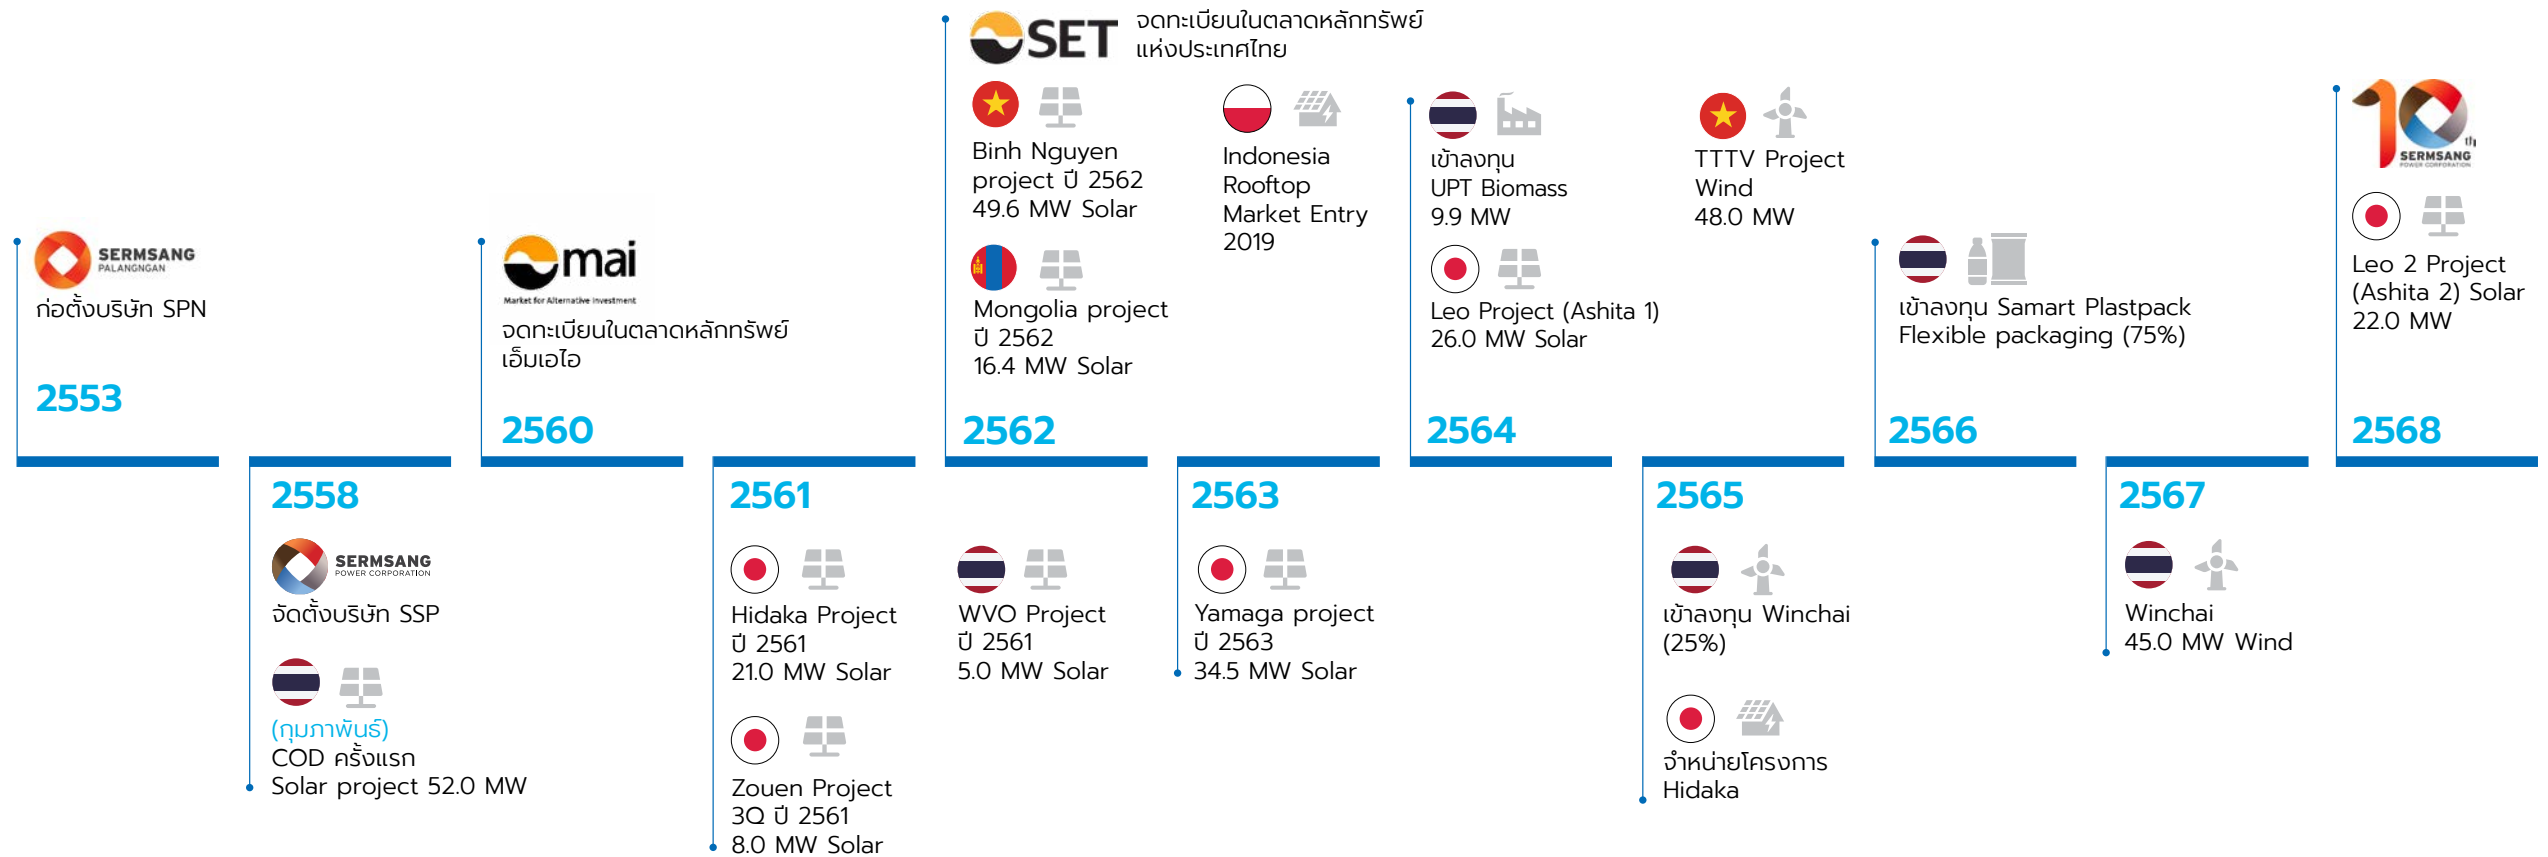 SERMSANG
PALANGNGAN
ก่อตั้งบริษัท SPN
2553
2558
SERMSANG
POWER CORPORATION
จัดตั้งบริษัท SSP
(กุมภาพันธ์)
COD ครั้งแรก
Solar project 52.0 MW
mai
Market for Alternative Investment
จดทะเบียนในตลาดหลักทรัพย์
เอ็มเอไอ
2560
2561
Hidaka Project
ปี 2561
21.0 MW Solar
Zouen Project
3Q ปี 2561
8.0 MW Solar
WVO Project
ปี 2561
5.0 MW Solar
SET
จดทะเบียนในตลาดหลักทรัพย์
แห่งประเทศไทย
Binh Nguyen
project ปี 2562
49.6 MW Solar
Mongolia project
ปี 2562
16.4 MW Solar
Indonesia
Rooftop
Market Entry
2019
2562
2563
Yamaga project
ปี 2563
34.5 MW Solar
เข้าลงทุน
UPT Biomass
9.9 MW
Leo Project (Ashita 1)
26.0 MW Solar
TTTV Project
Wind
48.0 MW
2564
2565
เข้าลงทุน Winchai
(25%)
จำหน่ายโครงการ
Hidaka
เข้าลงทุน Samart Plastpack
Flexible packaging (75%)
2566
2567
Winchai
45.0 MW Wind
10th
SERMSANG
POWER CORPORATION
Leo 2 Project
(Ashita 2) Solar
22.0 MW
2568